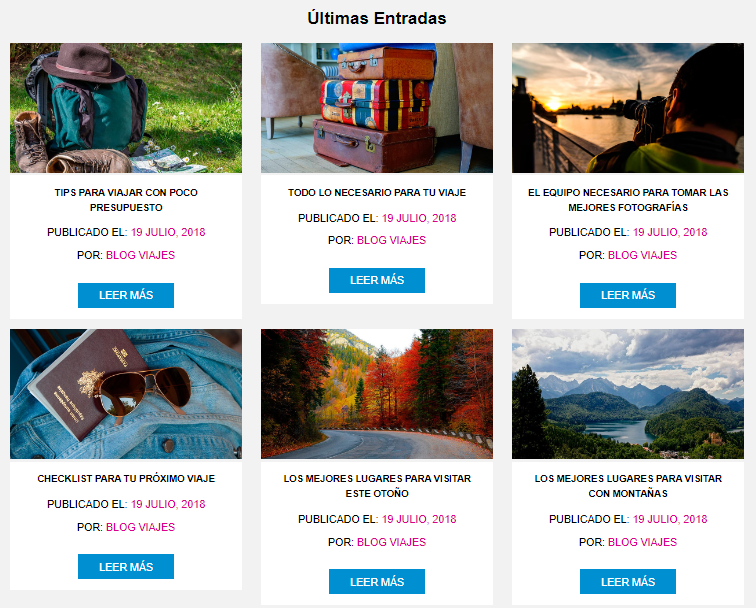 Últimas Entradas
TIPS PARA VIAJAR CON POCO
PRESUPUESTO
PUBLICADO EL: 19 JULIO, 2018
POR: BLOG VIAJES
LEER MÁS
TODO LO NECESARIO PARA TU VIAJE
PUBLICADO EL: 19 JULIO, 2018
POR: BLOG VIAJES
LEER MÁS
EL EQUIPO NECESARIO PARA TOMAR LAS
MEJORES FOTOGRAFÍAS
PUBLICADO EL: 19 JULIO, 2018
POR: BLOG VIAJES
LEER MÁS
CHECKLIST PARA TU PRÓXIMO VIAJE
PUBLICADO EL: 19 JULIO, 2018
POR: BLOG VIAJES
LEER MÁS
LOS MEJORES LUGARES PARA VISITAR
ESTE OTOÑO
PUBLICADO EL: 19 JULIO, 2018
POR: BLOG VIAJES
LEER MÁS
LOS MEJORES LUGARES PARA VISITAR
CON MONTAÑAS
PUBLICADO EL: 19 JULIO, 2018
POR: BLOG VIAJES
LEER MÁS